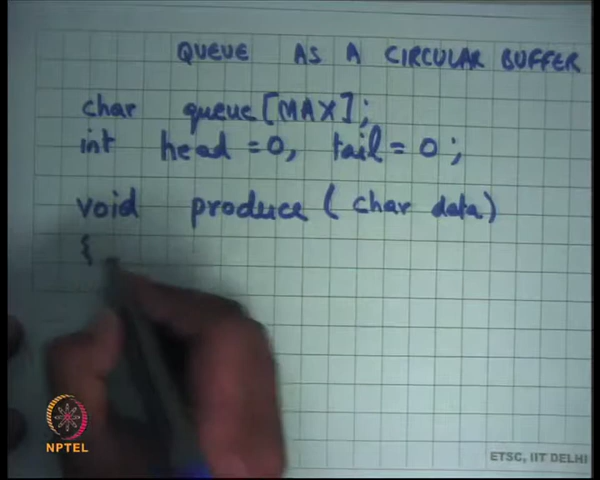 QUEUE AS A CIRCULAR BUFFER
char queue[MAX];
int head=0, tail=0;
void produce(char data)
{
NPTEL
ETSC, IIT DELHI